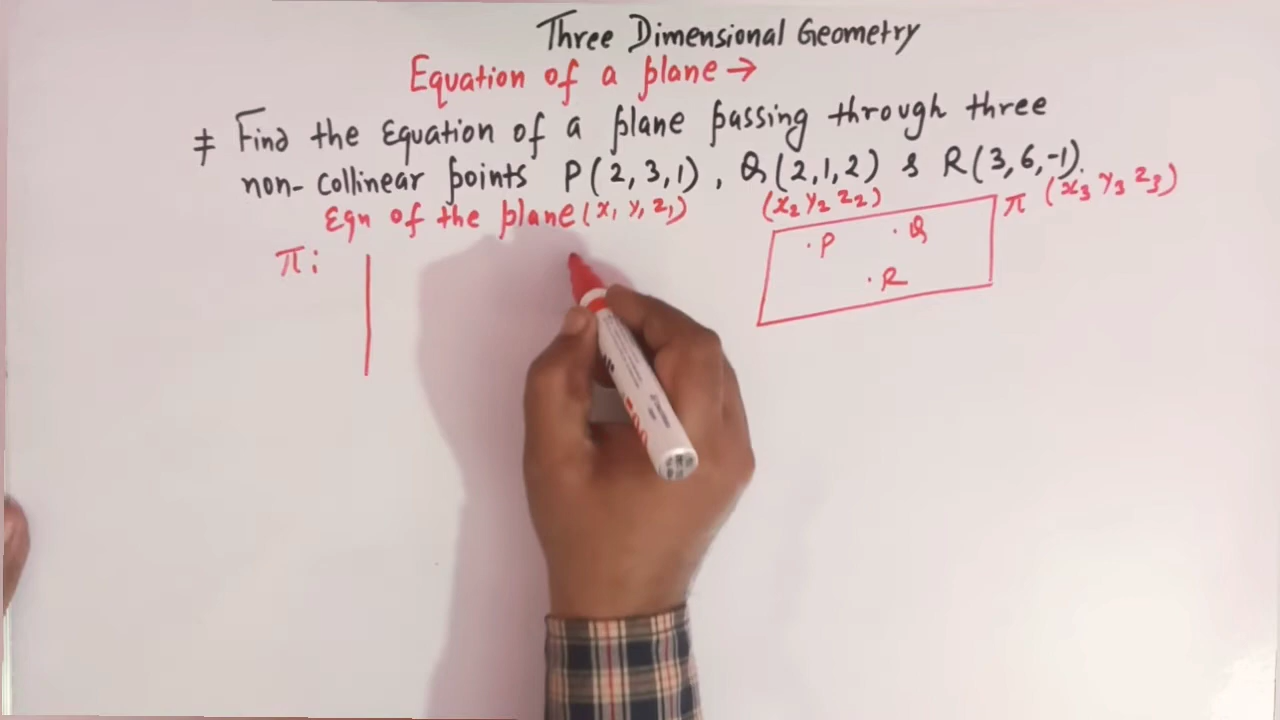 Three Dimensional Geometry
Equation of a plane →
≠ Find the Equation of a plane passing through three
non-collinear points P(2,3,1), Q(2,1,2) & R(3,6,-1).
Eqn of the plane (x₁ y₁ z₁) (x₂ y₂ z₂) π (x₃ y₃ z₃)
.P .Q
.R
π: